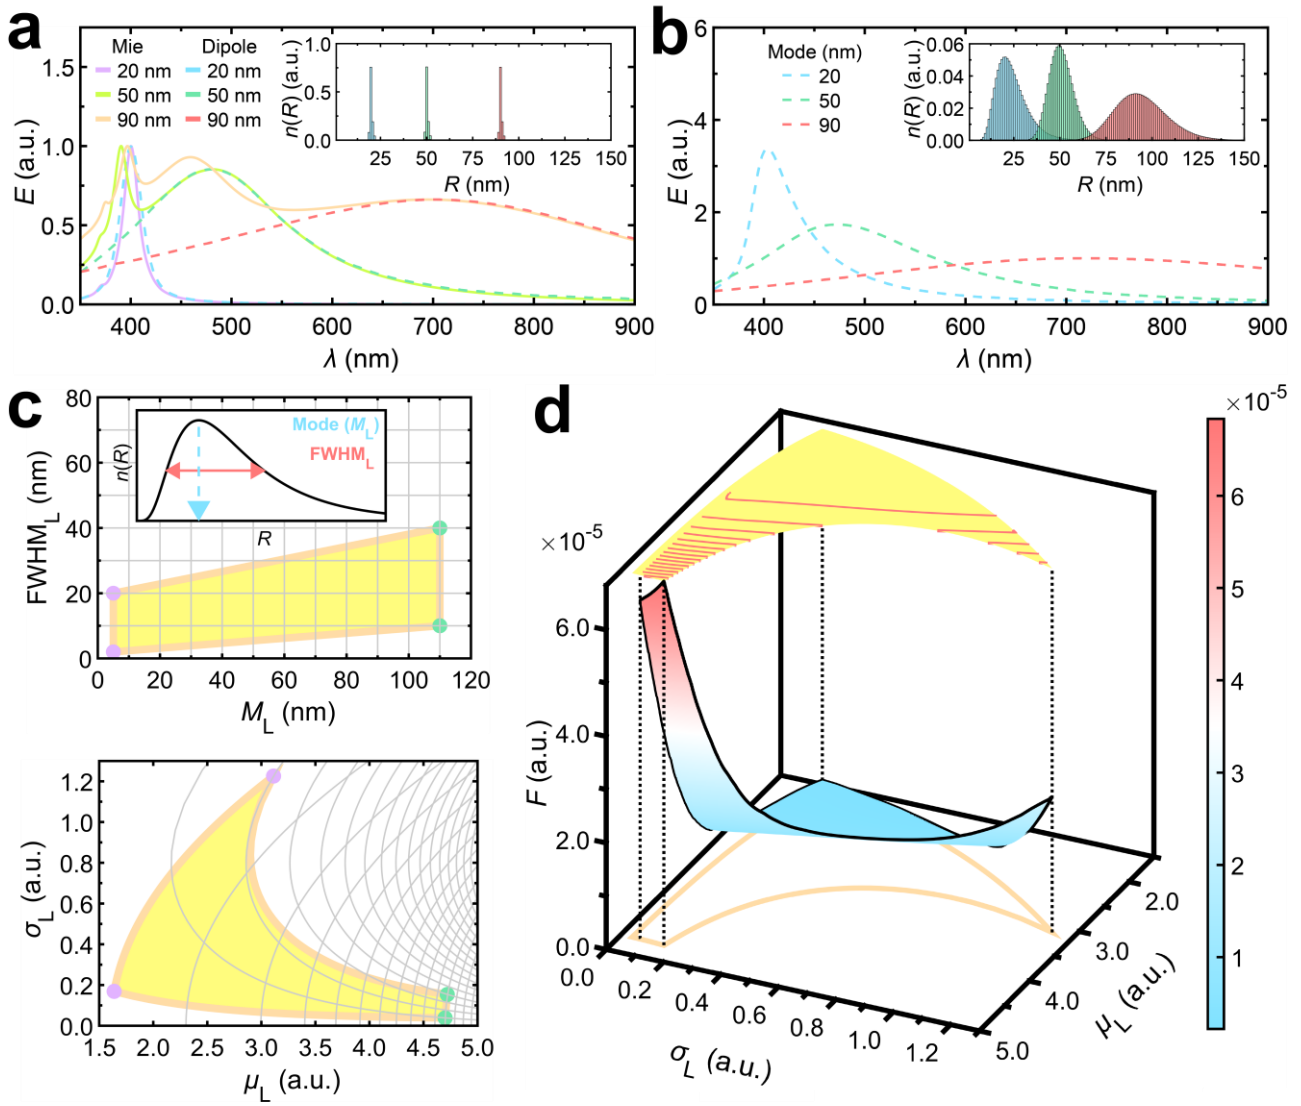 a
Mie Dipole
20 nm 20 nm
50 nm 50 nm
90 nm 90 nm
E (a.u.)
1.5
1.0
0.5
0.0
400 500 600 700 800 900
λ (nm)
n(R) (a.u.)
1.0
0.5
0.0
25 50 75 100 125 150
R (nm)
b
Mode (nm)
20
50
90
E (a.u.)
6
4
2
0
400 500 600 700 800 900
λ (nm)
n(R) (a.u.)
0.06
0.04
0.02
0.00
25 50 75 100 125 150
R (nm)
c
FWHM_L (nm)
80
60
40
20
0
0 20 40 60 80 100 120
M_L (nm)
Mode (M_L)
FWHM_L
n(R)
R
σ_L (a.u.)
1.2
1.0
0.8
0.6
0.4
0.2
0.0
1.5 2.0 2.5 3.0 3.5 4.0 4.5 5.0
μ_L (a.u.)
d
×10⁻⁵
F (a.u.)
6.0
4.0
2.0
0.0
0.0 0.2 0.4 0.6 0.8 1.0 1.2
σ_L (a.u.)
2.0
3.0
4.0
5.0
μ_L (a.u.)
×10⁻⁵
6
5
4
3
2
1